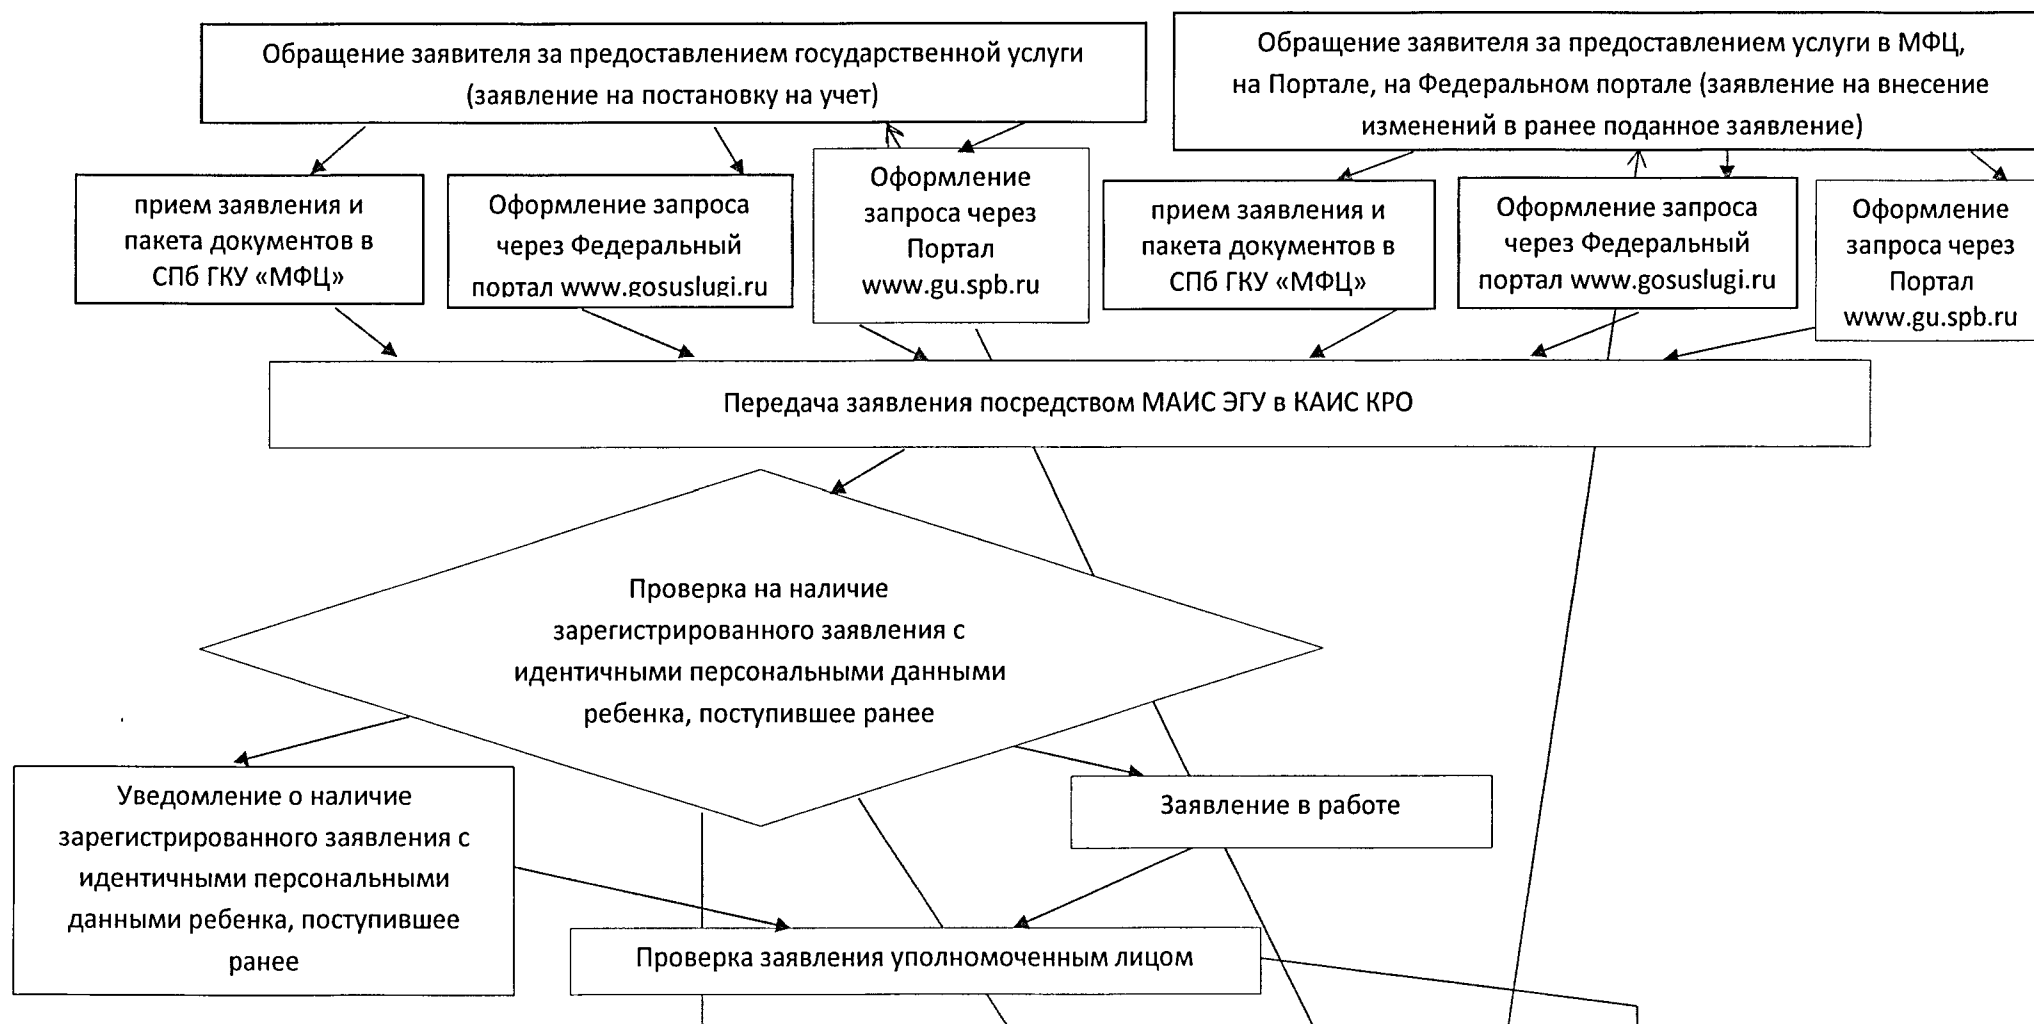 Обращение заявителя за предоставлением государственной услуги
(заявление на постановку на учет)
Обращение заявителя за предоставлением услуги в МФЦ,
на Портале, на Федеральном портале (заявление на внесение
изменений в ранее поданное заявление)
прием заявления и
пакета документов в
СПб ГКУ «МФЦ»
Оформление запроса
через Федеральный
портал www.gosuslugi.ru
Оформление
запроса через
Портал
www.gu.spb.ru
прием заявления и
пакета документов в
СПб ГКУ «МФЦ»
Оформление запроса
через Федеральный
портал www.gosuslugi.ru
Оформление
запроса через
Портал
www.gu.spb.ru
Передача заявления посредством МАИС ЭГУ в КАИС КРО
Проверка на наличие
зарегистрированного заявления с
идентичными персональными данными
ребенка, поступившее ранее
Уведомление о наличие
зарегистрированного заявления с
идентичными персональными
данными ребенка, поступившее
ранее
Заявление в работе
Проверка заявления уполномоченным лицом